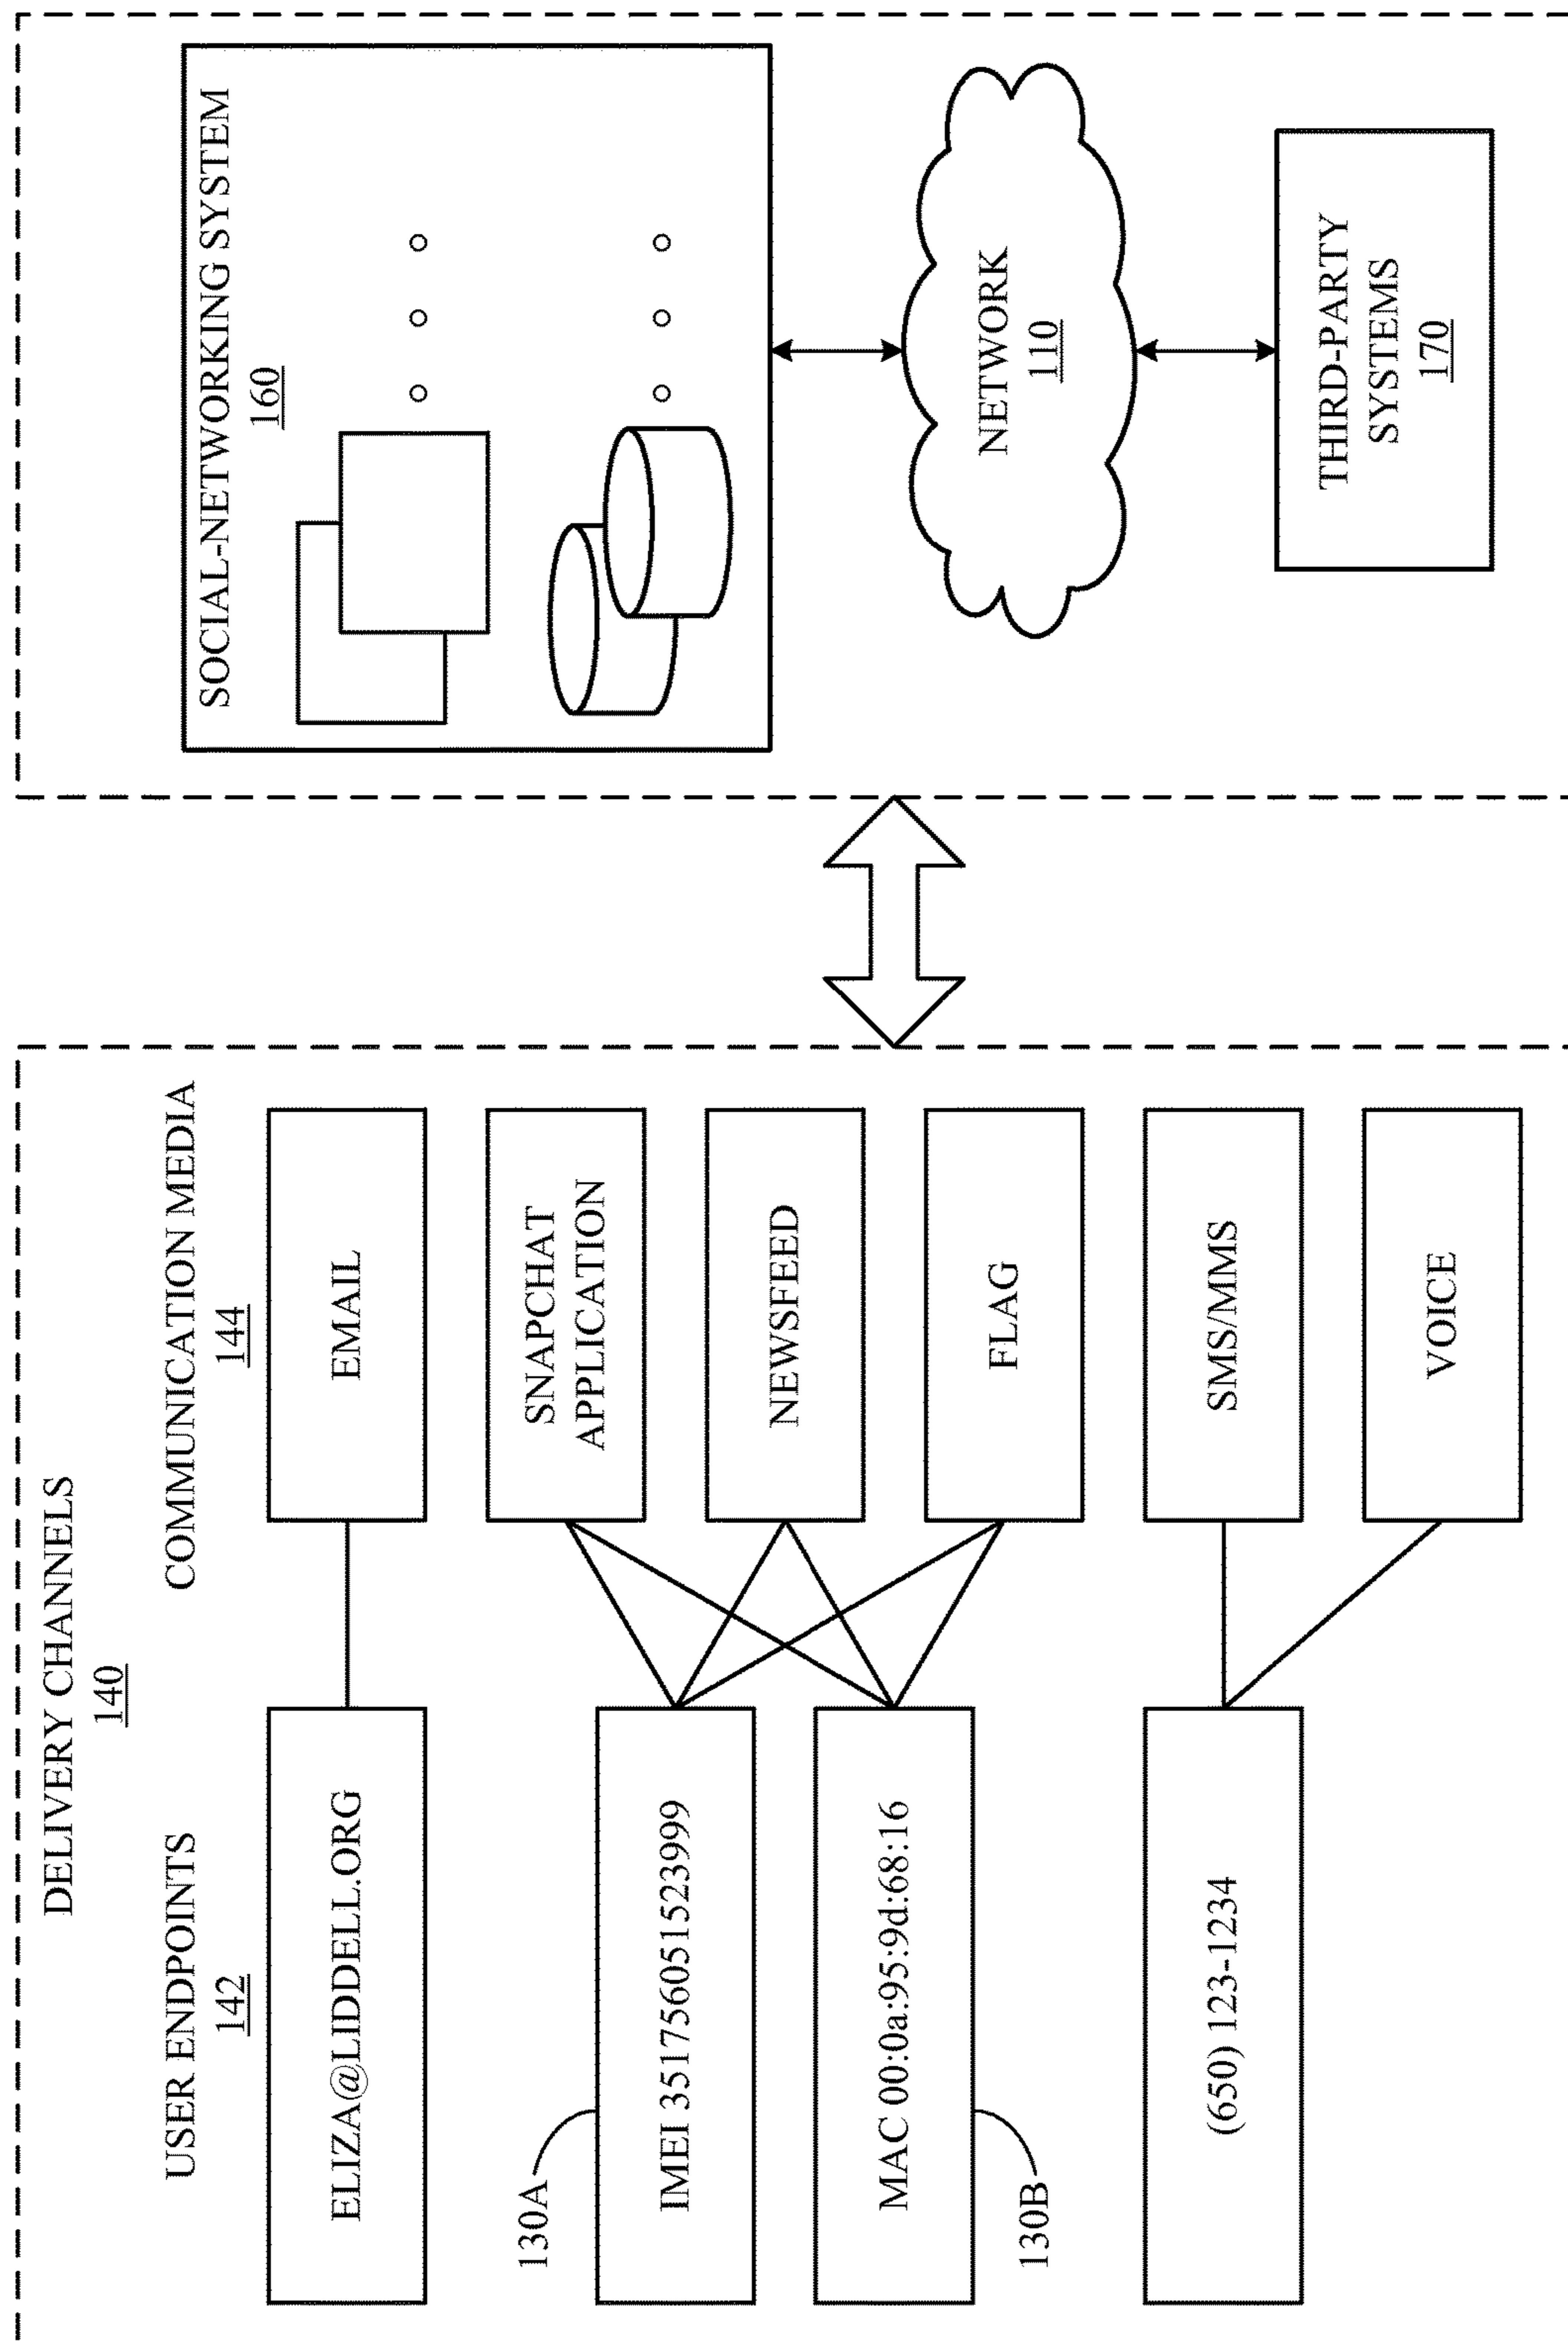 DELIVERY CHANNELS
140
USER ENDPOINTS
142
COMMUNICATION MEDIA
144
ELIZA@LIDDELL.ORG
EMAIL
130A
IMEI 351756051523999
SNAPCHAT
APPLICATION
NEWSFEED
MAC 00:0a:95:9d:68:16
130B
FLAG
(650) 123-1234
SMS/MMS
VOICE
SOCIAL-NETWORKING SYSTEM
160
NETWORK
110
THIRD-PARTY
SYSTEMS
170